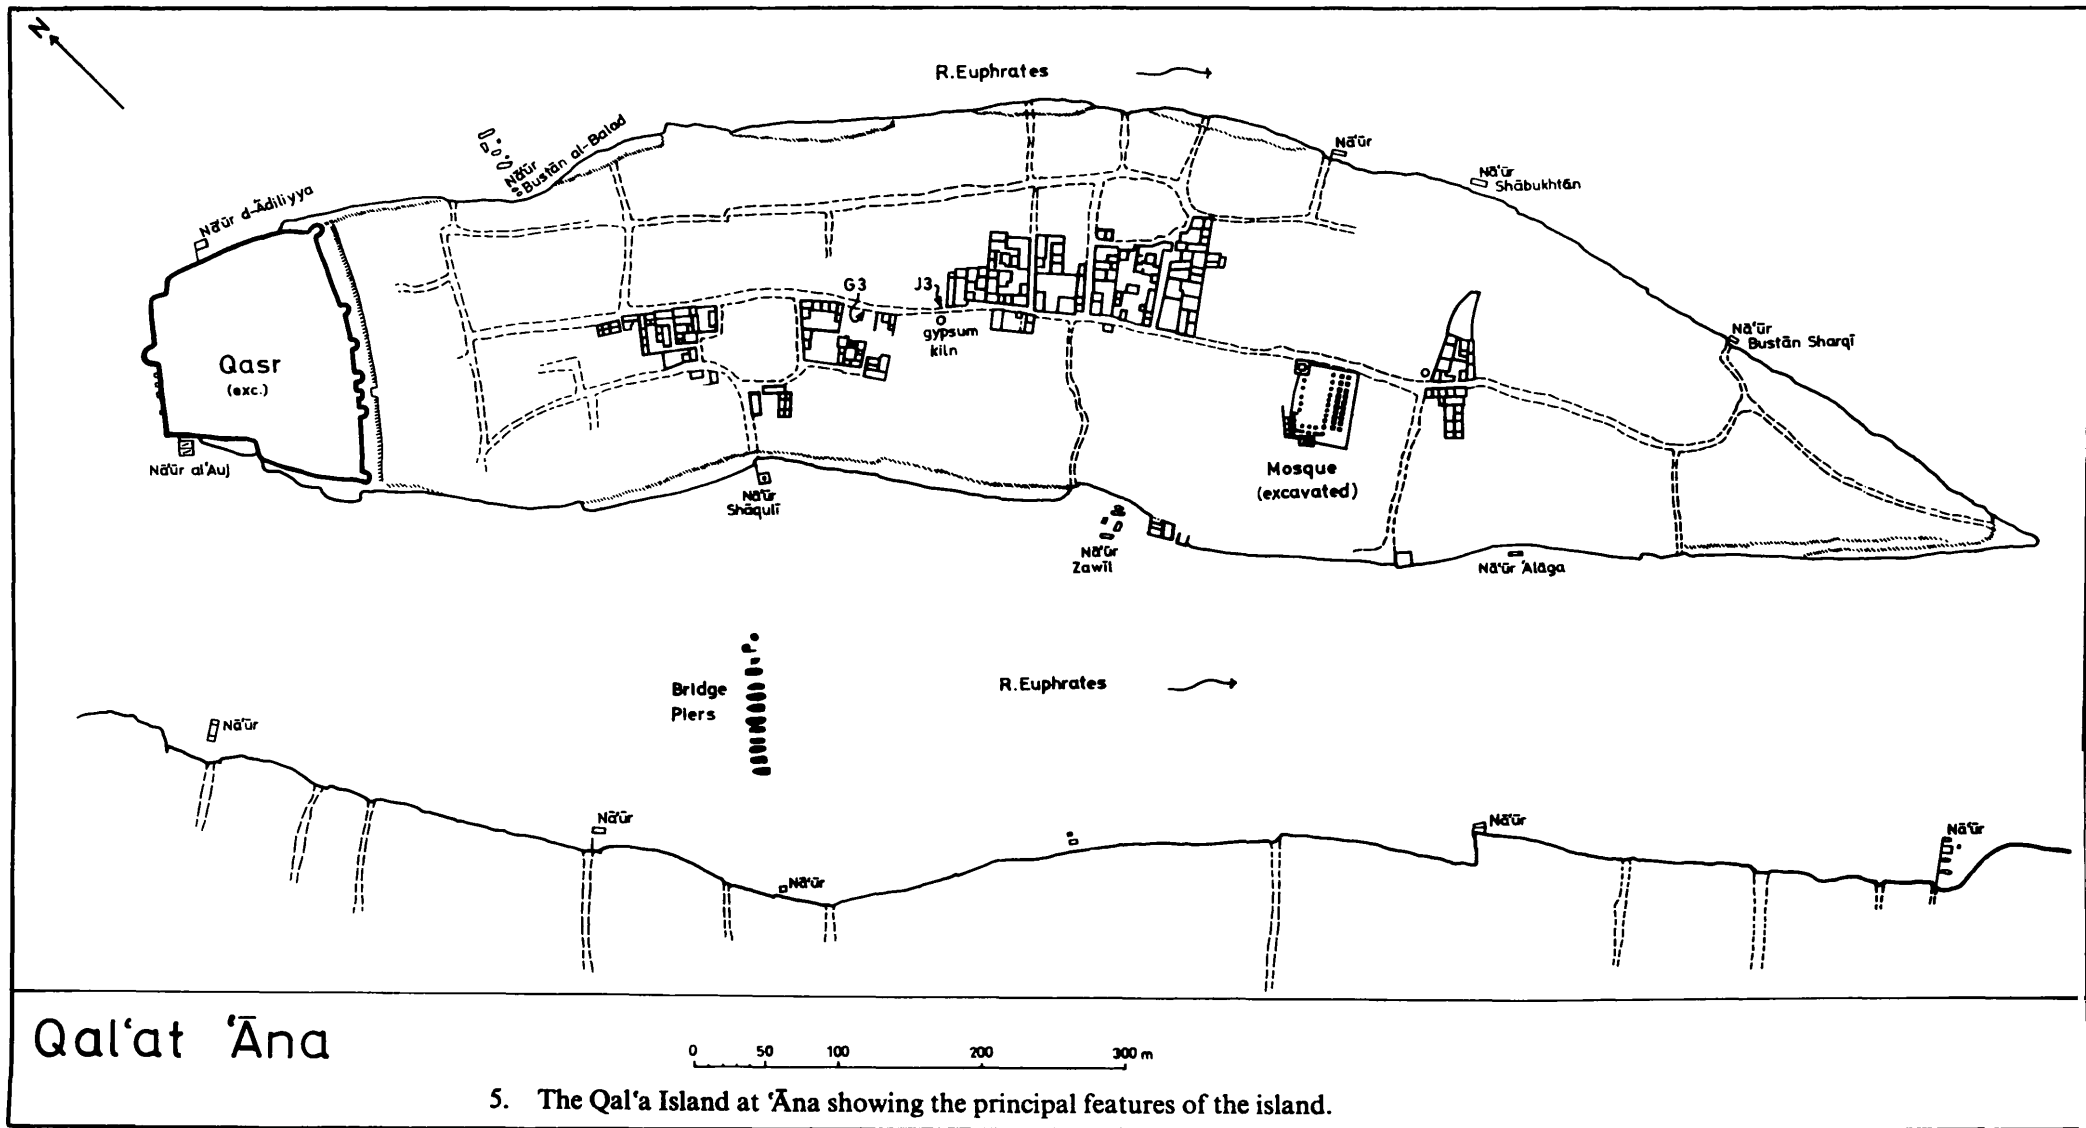 N
R.Euphrates
Nā'ūr
Bustān al-Balad
Nā'ūr
Nā'ūr
Shābukhtān
Nā'ūr d-Ādiliyya
G3
J3
gypsum
kiln
Nā'ūr
Bustān Sharqī
Qasr
(exc.)
Nā'ūr al'Auj
Nā'ūr
Shāqulī
Mosque
(excavated)
Nā'ūr
Zawīl
Nā'ūr 'Alāga
Bridge
Piers
R.Euphrates
Nā'ūr
Nā'ūr
Nā'ūr
Nā'ūr
Nā'ūr
Qal‘at ‘Āna
0 50 100 200 300 m
5. The Qal‘a Island at ‘Āna showing the principal features of the island.